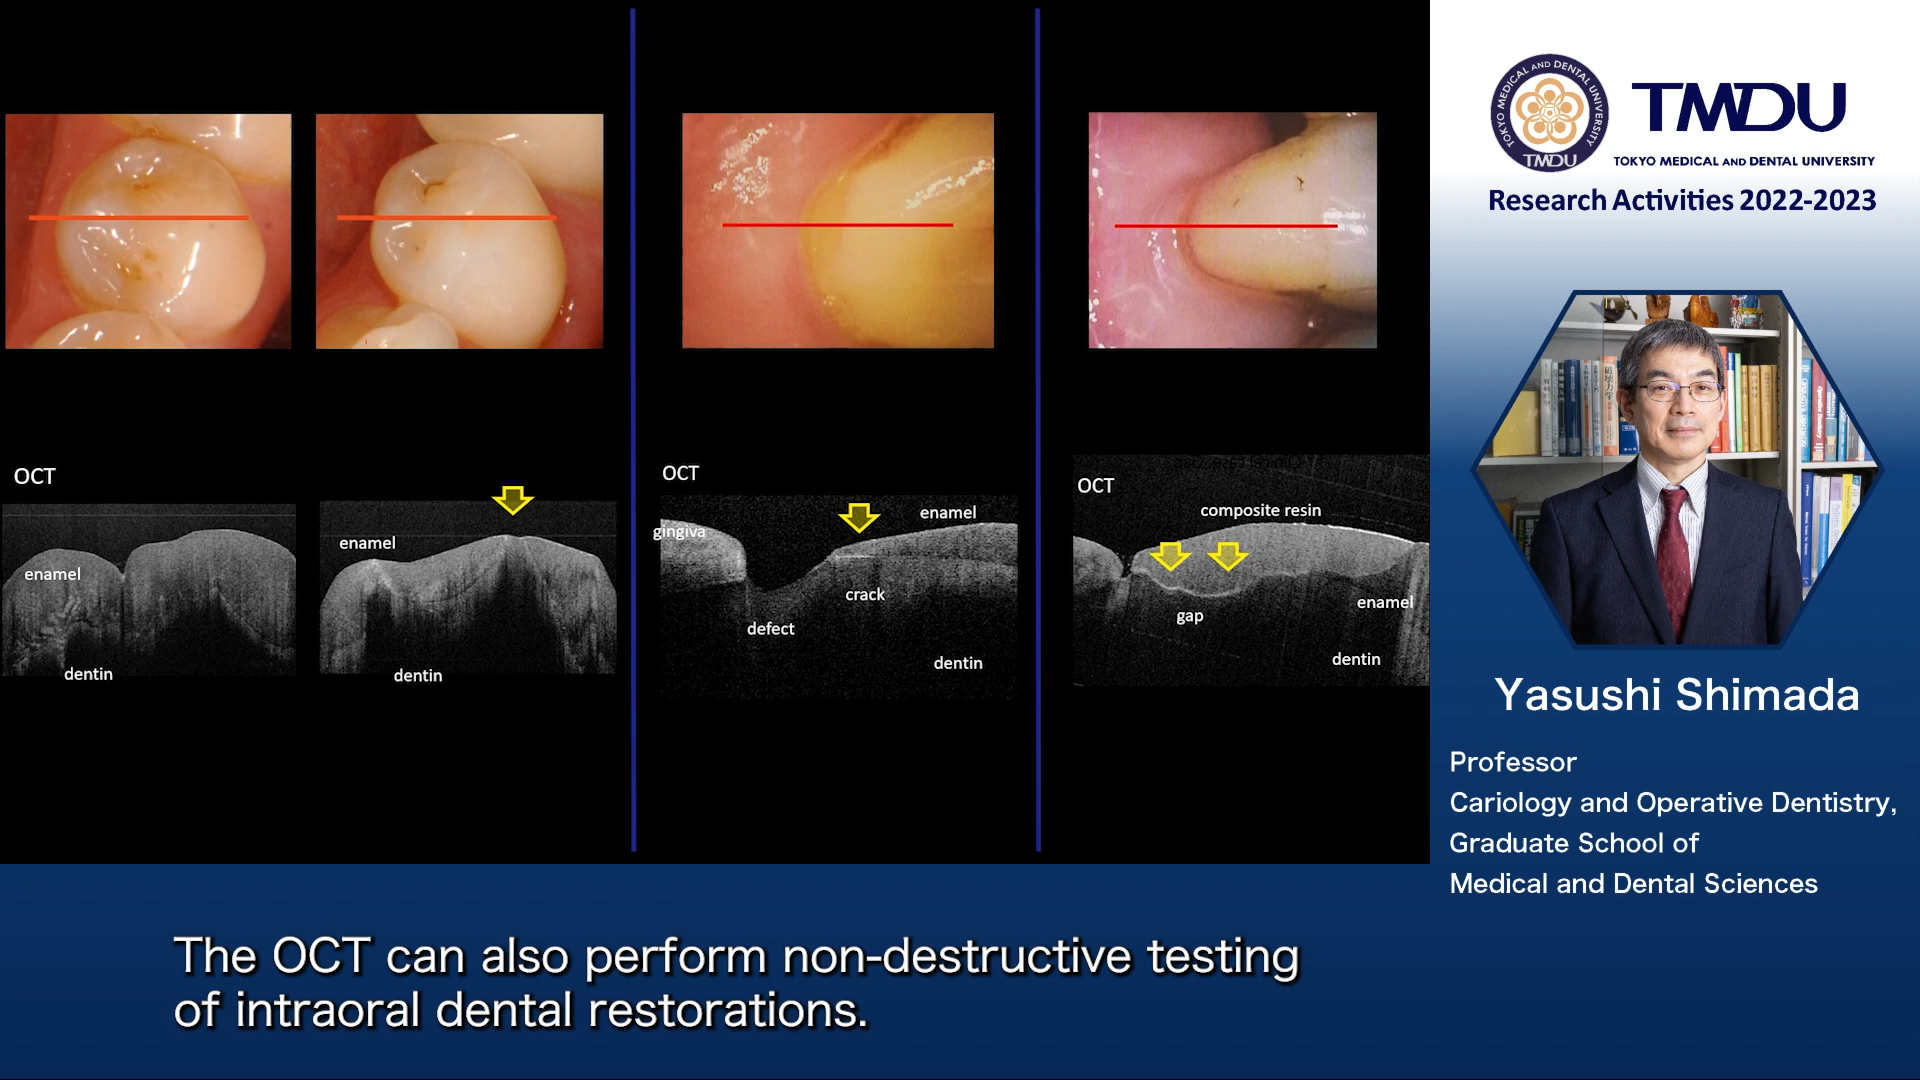 OCT
enamel
dentin
enamel
dentin
OCT
gingiva
enamel
crack
defect
dentin
OCT
composite resin
gap
enamel
dentin
The OCT can also perform non-destructive testing
of intraoral dental restorations.
TOKYO MEDICAL AND DENTAL UNIVERSITY
TMDU
TMDU
TOKYO MEDICAL AND DENTAL UNIVERSITY
Research Activities 2022-2023
Yasushi Shimada
Professor
Cariology and Operative Dentistry,
Graduate School of
Medical and Dental Sciences